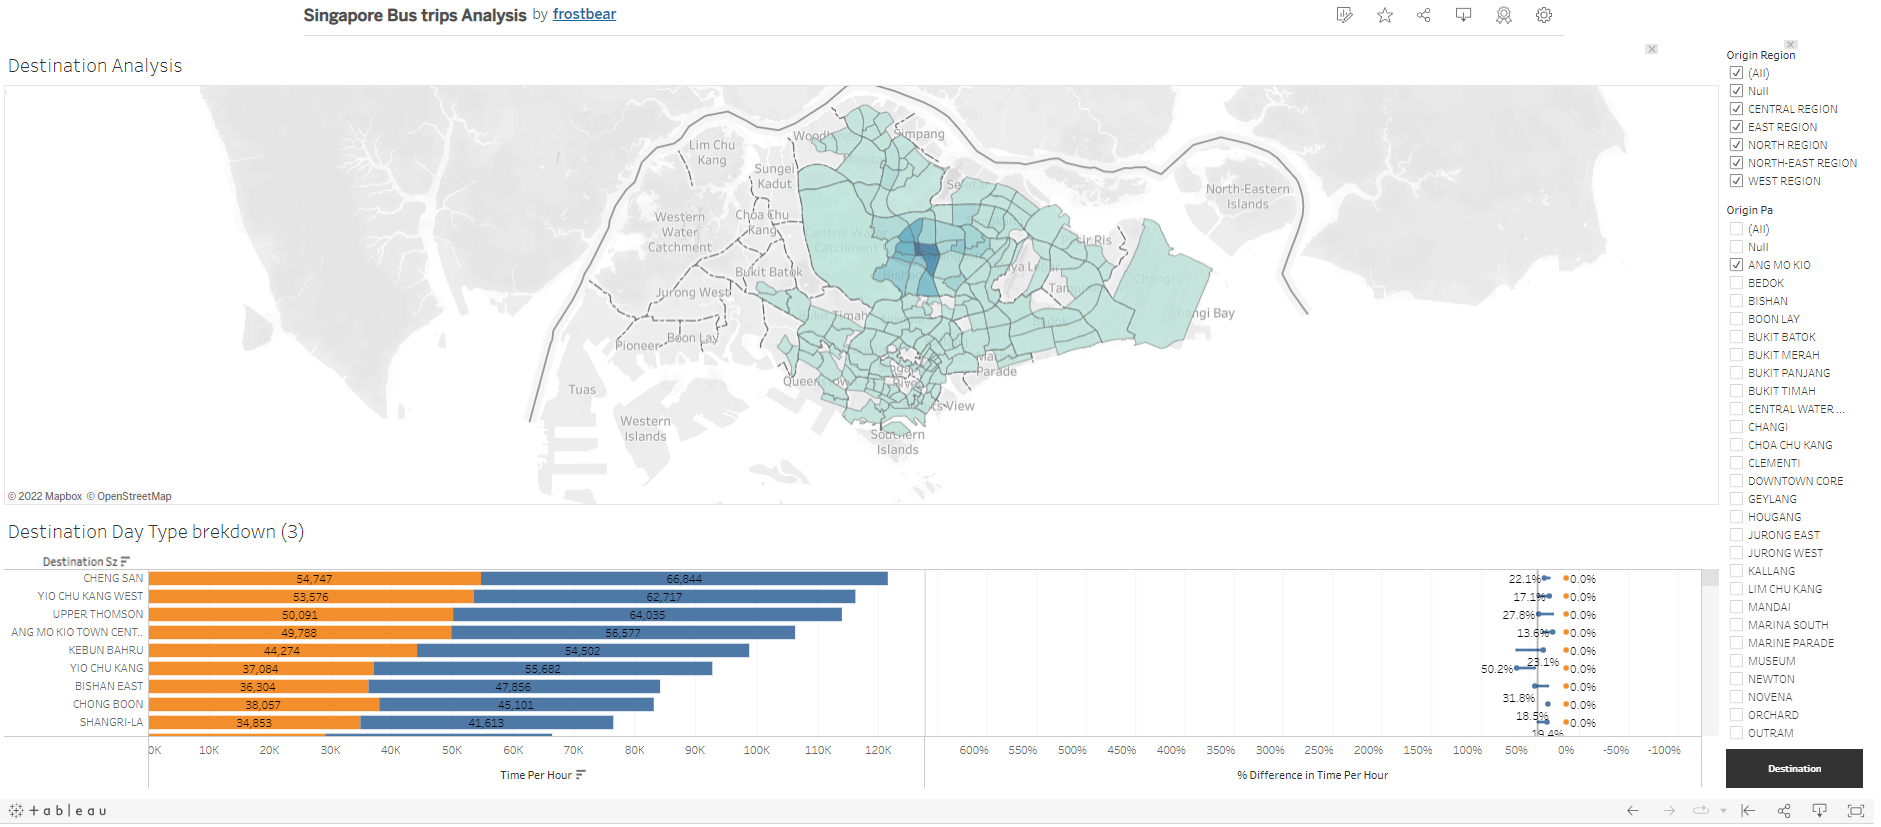 Singapore Bus trips Analysis by frostbear
Destination Analysis
Origin Region
(All)
Null
CENTRAL REGION
EAST REGION
NORTH REGION
NORTH-EAST REGION
WEST REGION
Origin Pa
(All)
Null
ANG MO KIO
BEDOK
BISHAN
BOON LAY
BUKIT BATOK
BUKIT MERAH
BUKIT PANJANG
BUKIT TIMAH
CENTRAL WATER ...
CHANGI
CHOA CHU KANG
CLEMENTI
DOWNTOWN CORE
GEYLANG
HOUGANG
JURONG EAST
JURONG WEST
KALLANG
LIM CHU KANG
MANDAI
MARINA SOUTH
MARINE PARADE
MUSEUM
NEWTON
NOVENA
ORCHARD
OUTRAM
Destination
Simpang
Lim Chu
Kang
Sungei
Kadut
North-Eastern
Islands
Western
Water
Catchment
Choa Chu
Kang
Central Water
Catchment
Bukit Batok
Changi
Jurong West
Changi Bay
Bukit Timah
Boon Lay
Pioneer
Parade
Tuas
Western
Islands
Southern
Islands
© 2022 Mapbox © OpenStreetMap
Destination Day Type brekdown (3)
Destination Sz
CHENG SAN 54,747 66,844 22.1% 0.0%
YIO CHU KANG WEST 53,576 62,717 17.1% 0.0%
UPPER THOMSON 50,091 64,035 27.8% 0.0%
ANG MO KIO TOWN CENT.. 49,788 56,577 13.6% 0.0%
KEBUN BAHRU 44,274 54,502 23.1% 0.0%
YIO CHU KANG 37,084 55,682 50.2% 0.0%
BISHAN EAST 36,304 47,856 31.8% 0.0%
CHONG BOON 38,057 45,101 18.5% 0.0%
SHANGRI-LA 34,853 41,613 19.4% 0.0%
0K 10K 20K 30K 40K 50K 60K 70K 80K 90K 100K 110K 120K
600% 550% 500% 450% 400% 350% 300% 250% 200% 150% 100% 50% 0% -50% -100%
Time Per Hour
% Difference in Time Per Hour
+ a b | e a u